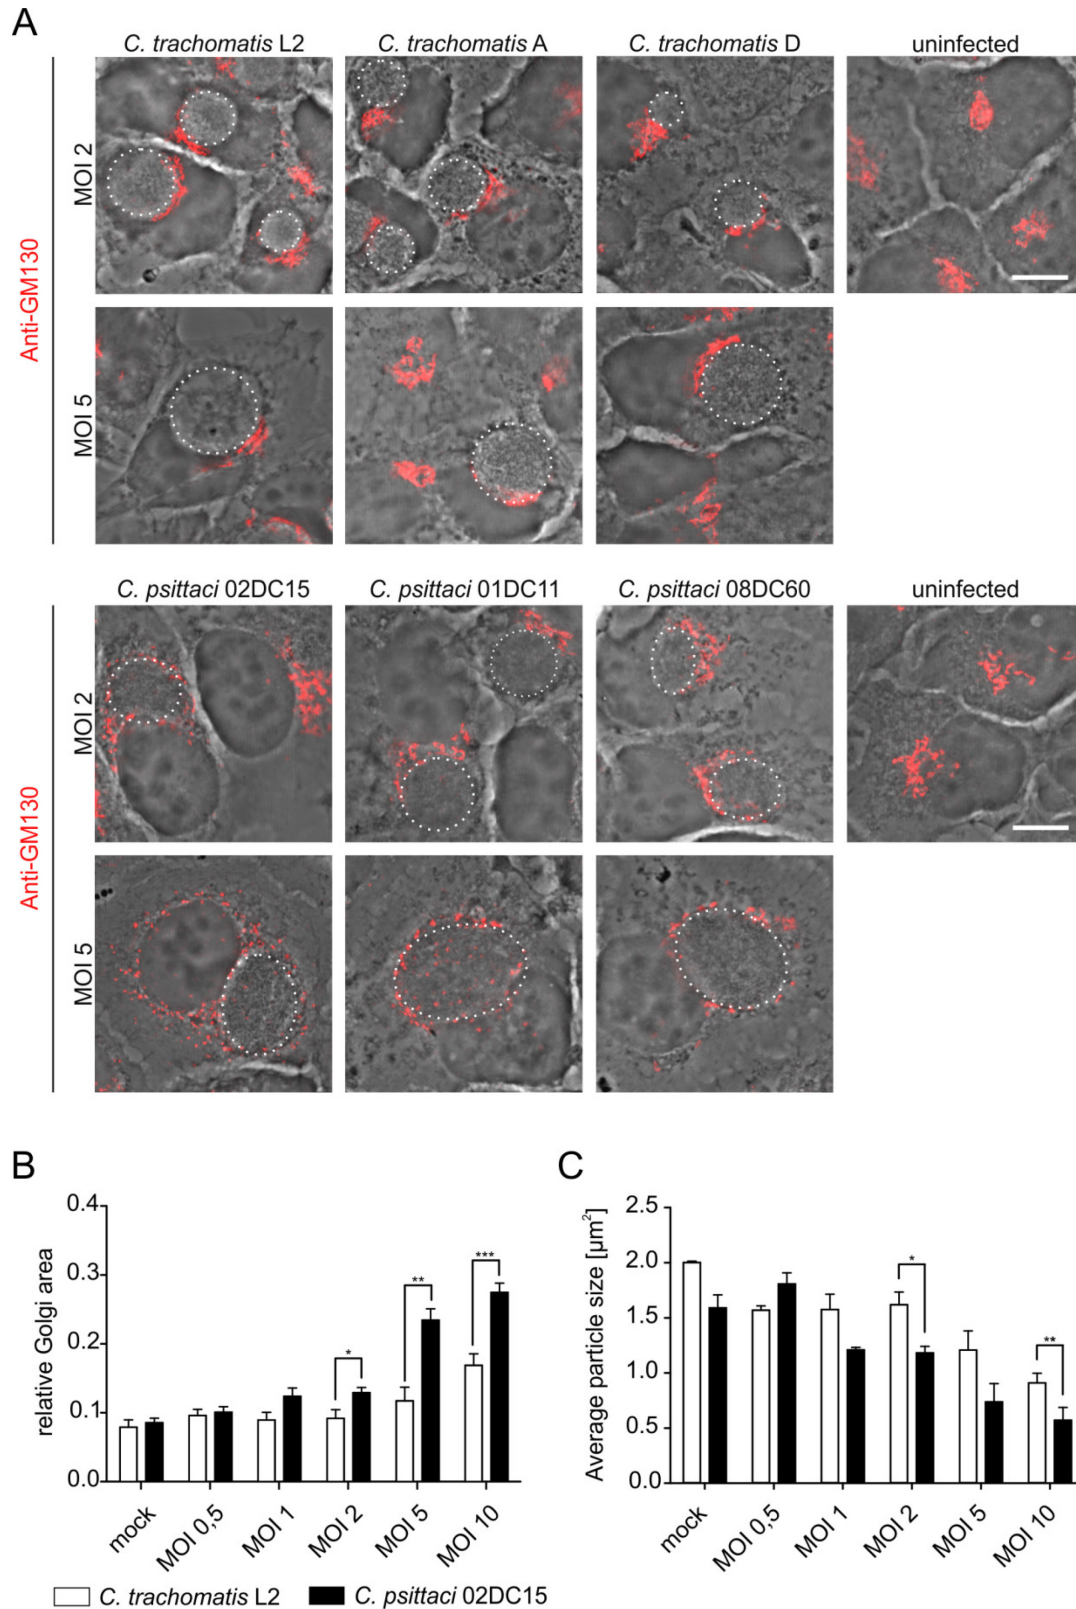 A
C. trachomatis L2 C. trachomatis A C. trachomatis D uninfected
Anti-GM130
MOI 2
MOI 5
C. psittaci 02DC15 C. psittaci 01DC11 C. psittaci 08DC60 uninfected
Anti-GM130
MOI 2
MOI 5
B
relative Golgi area
0.4
0.3
0.2
0.1
0.0
* ** ***
mock MOI 0,5 MOI 1 MOI 2 MOI 5 MOI 10
C
Average particle size [µm²]
2.5
2.0
1.5
1.0
0.5
0.0
* **
mock MOI 0,5 MOI 1 MOI 2 MOI 5 MOI 10
C. trachomatis L2 C. psittaci 02DC15